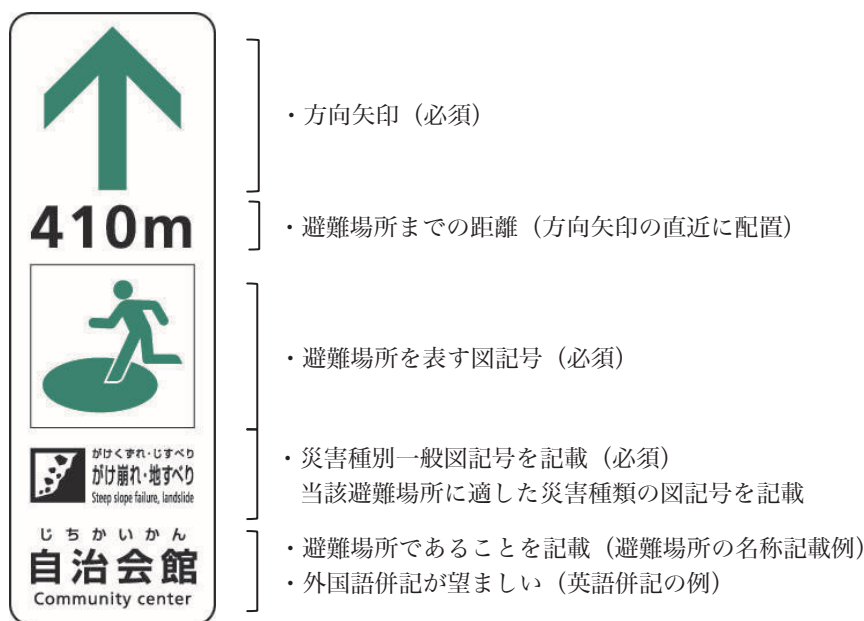 ・方向矢印（必須）
410m
・避難場所までの距離（方向矢印の直近に配置）
・避難場所を表す図記号（必須）
がけくずれ・じすべり
がけ崩れ・地すべり
Steep slope failure, landslide
・災害種別一般図記号を記載（必須）
当該避難場所に適した災害種類の図記号を記載
じちかいかん
自治会館
Community center
・避難場所であることを記載（避難場所の名称記載例）
・外国語併記が望ましい（英語併記の例）